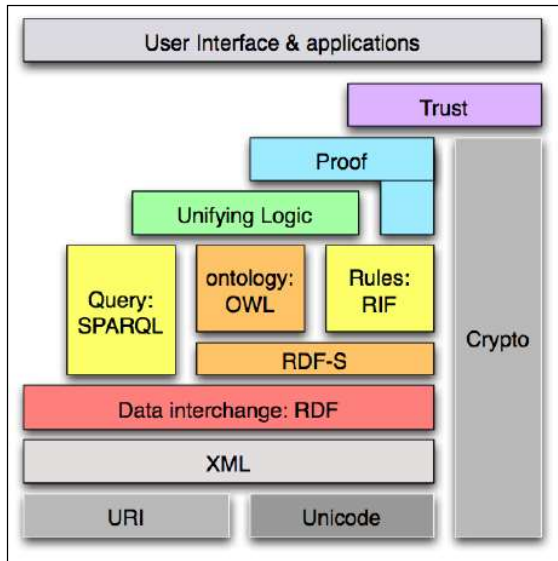 User Interface & applications
Trust
Proof
Unifying Logic
Query:
SPARQL
ontology:
OWL
Rules:
RIF
RDF-S
Crypto
Data interchange: RDF
XML
URI
Unicode